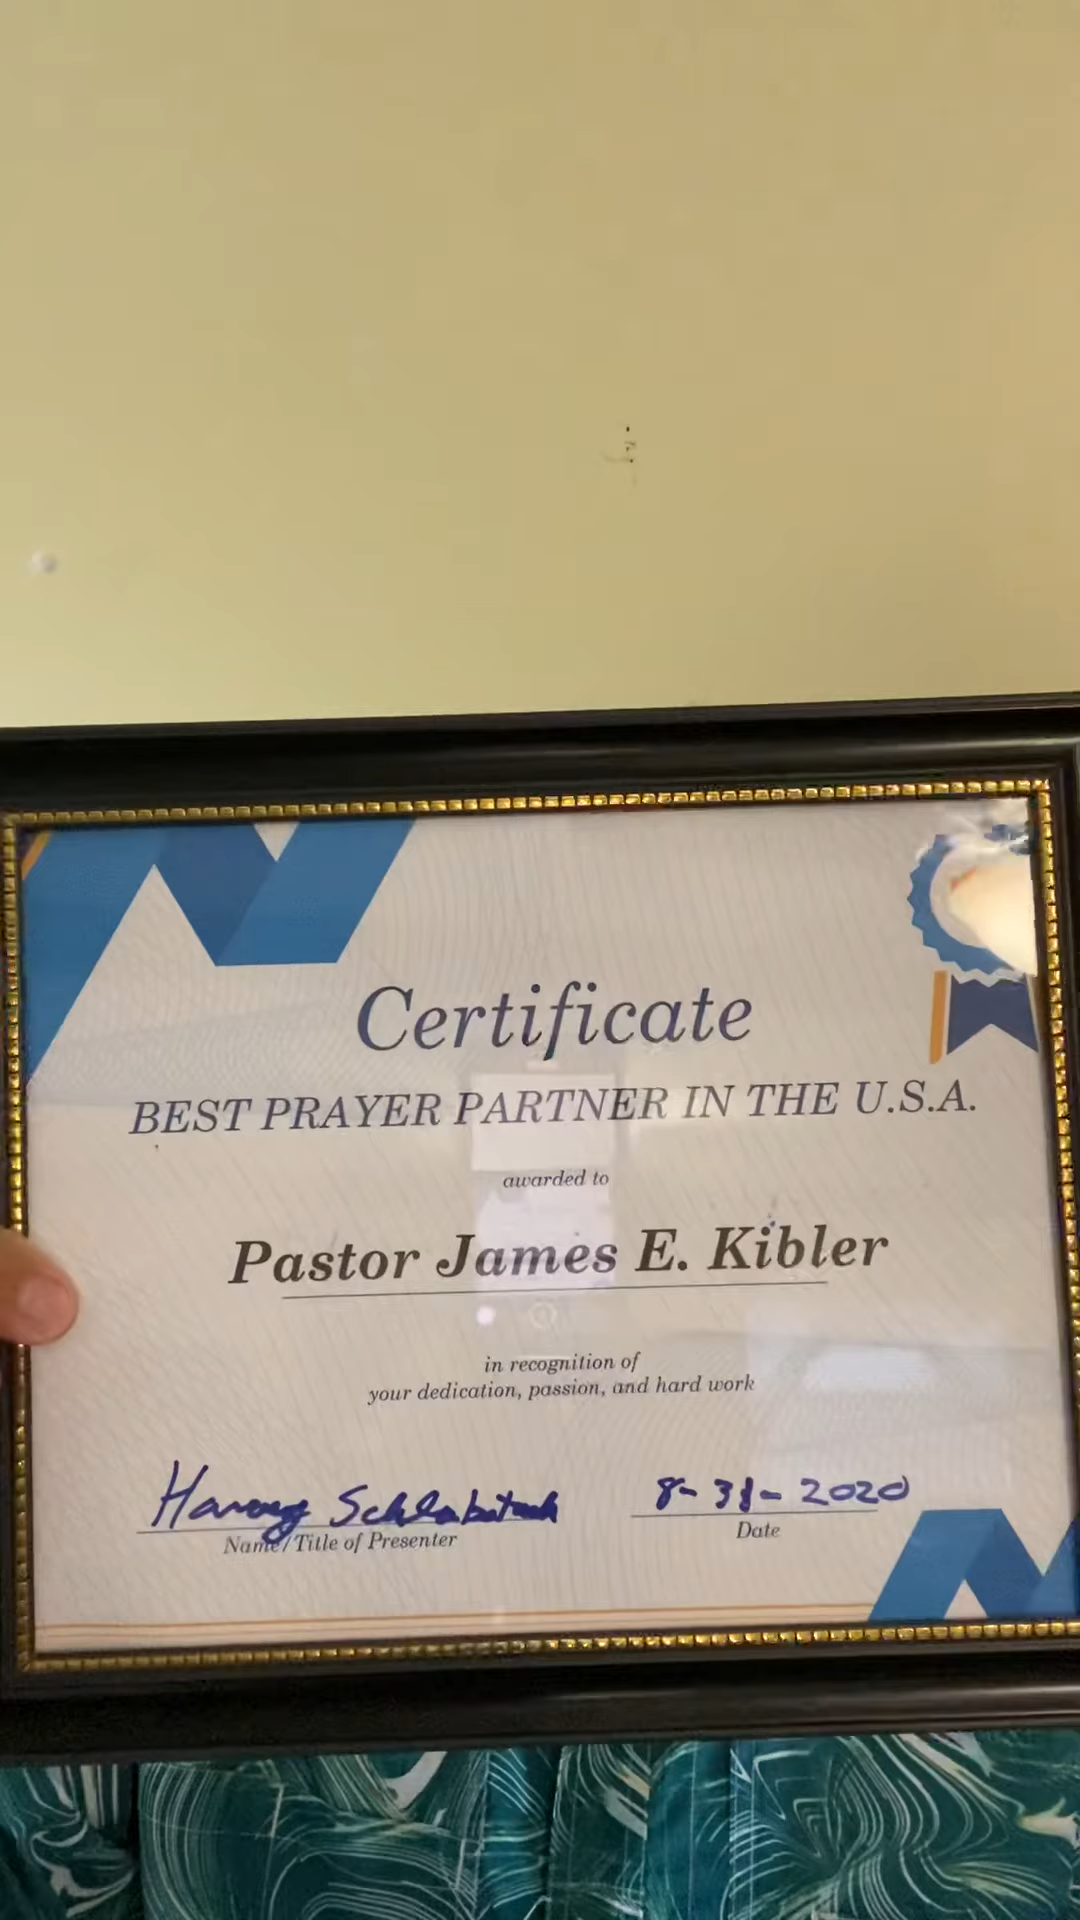 Certificate
BEST PRAYER PARTNER IN THE U.S.A.
awarded to
Pastor James E. Kibler
in recognition of
your dedication, passion, and hard work
8-31-2020
Name/Title of Presenter
Date